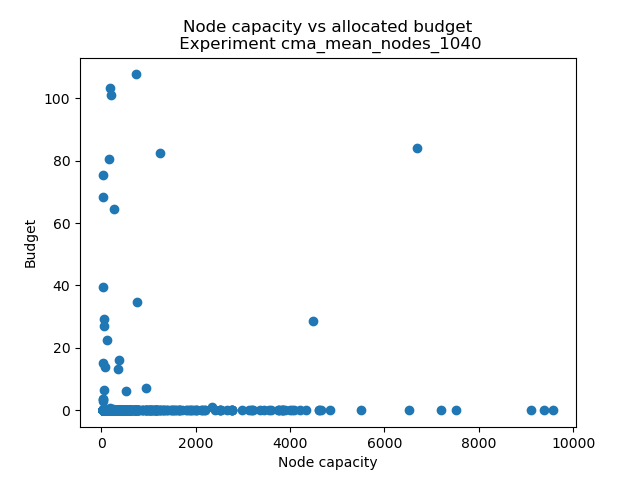 Node capacity vs allocated budget
Experiment cma_mean_nodes_1040
100
80
60
40
20
0
Budget
0 2000 4000 6000 8000 10000
Node capacity